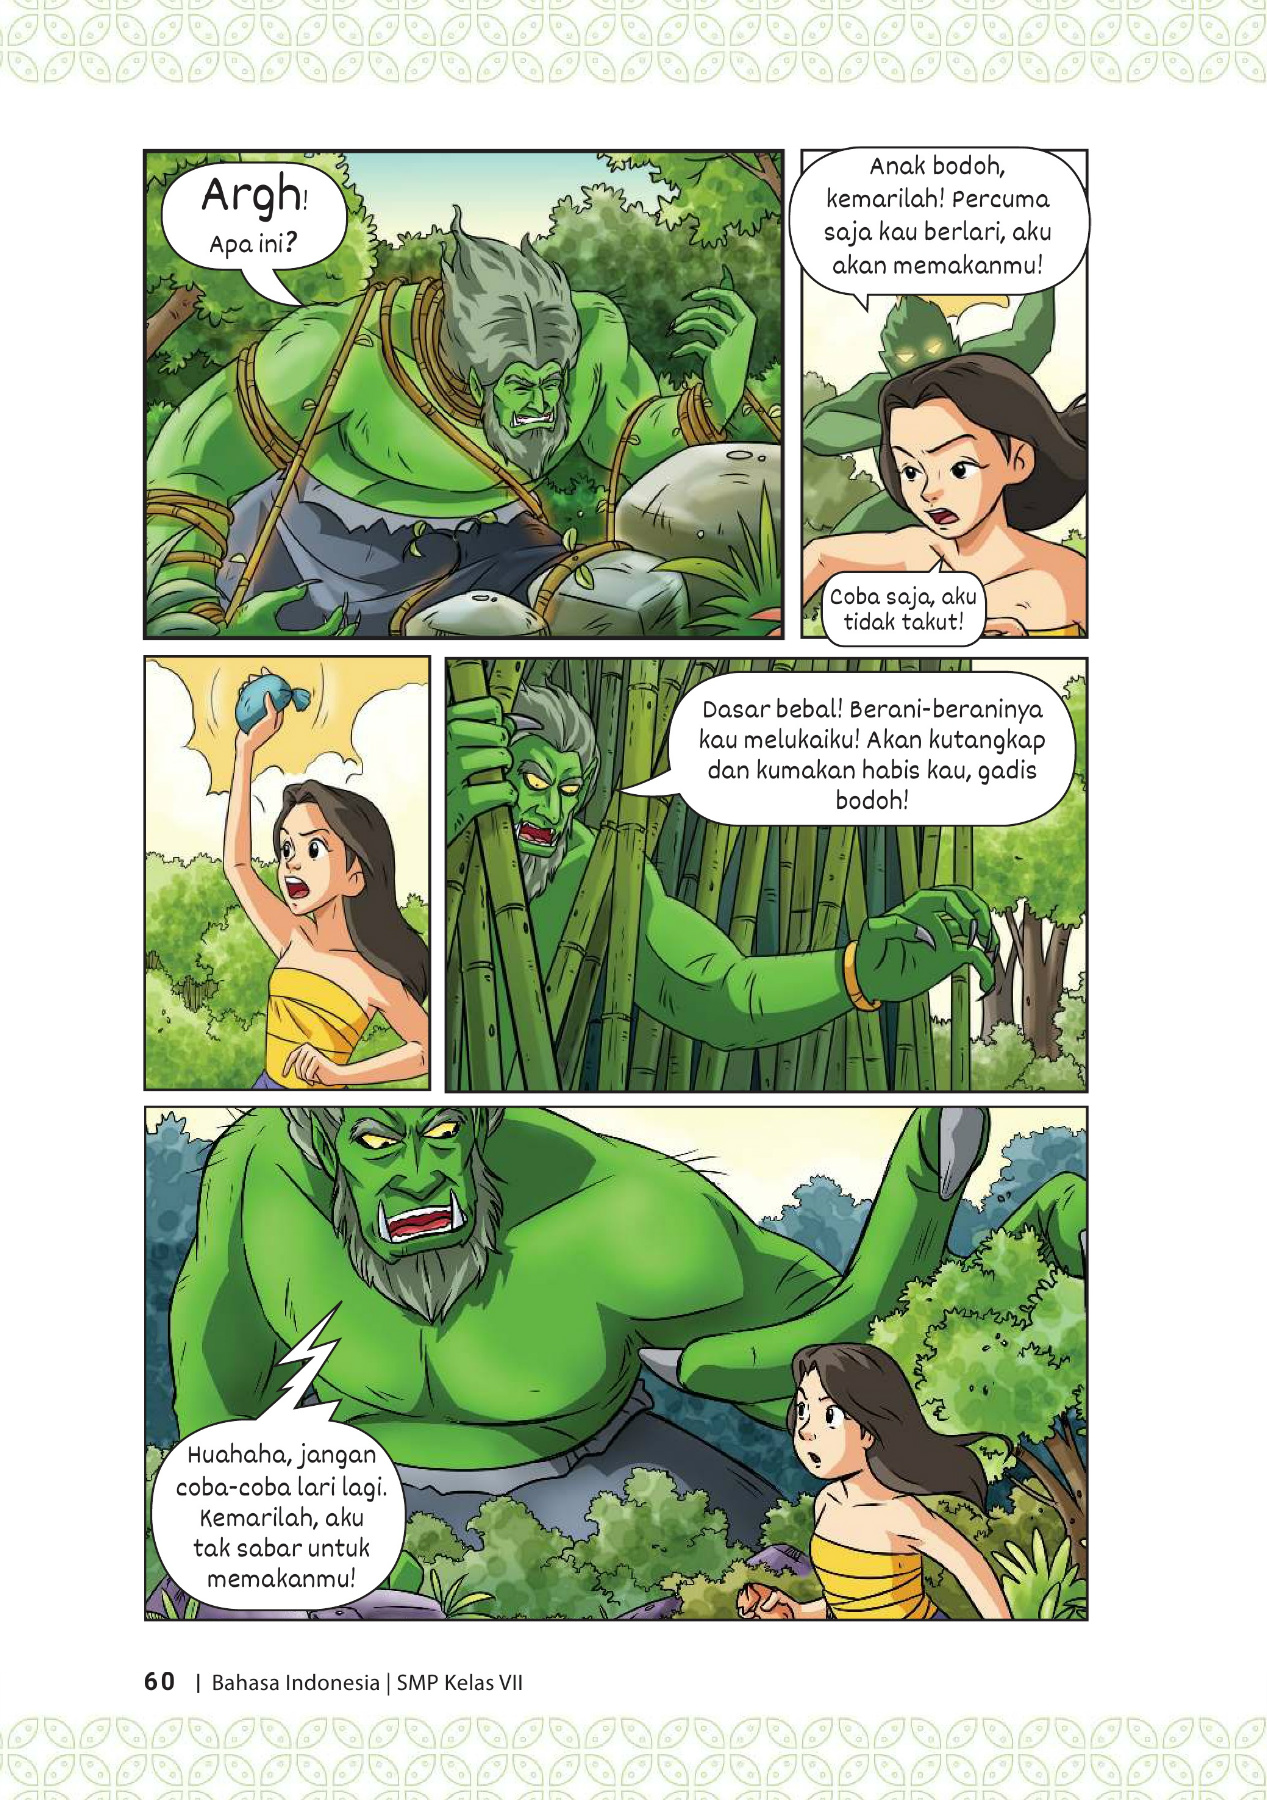 Argh!
Apa ini?
Anak bodoh,
kemarilah! Percuma
saja kau berlari, aku
akan memakanmu!
Coba saja, aku
tidak takut!
Dasar bebal! Berani-beraninya
kau melukaiku! Akan kutangkap
dan kumakan habis kau, gadis
bodoh!
Huahaha, jangan
coba-coba lari lagi.
Kemarilah, aku
tak sabar untuk
memakanmu!
60 | Bahasa Indonesia | SMP Kelas VII